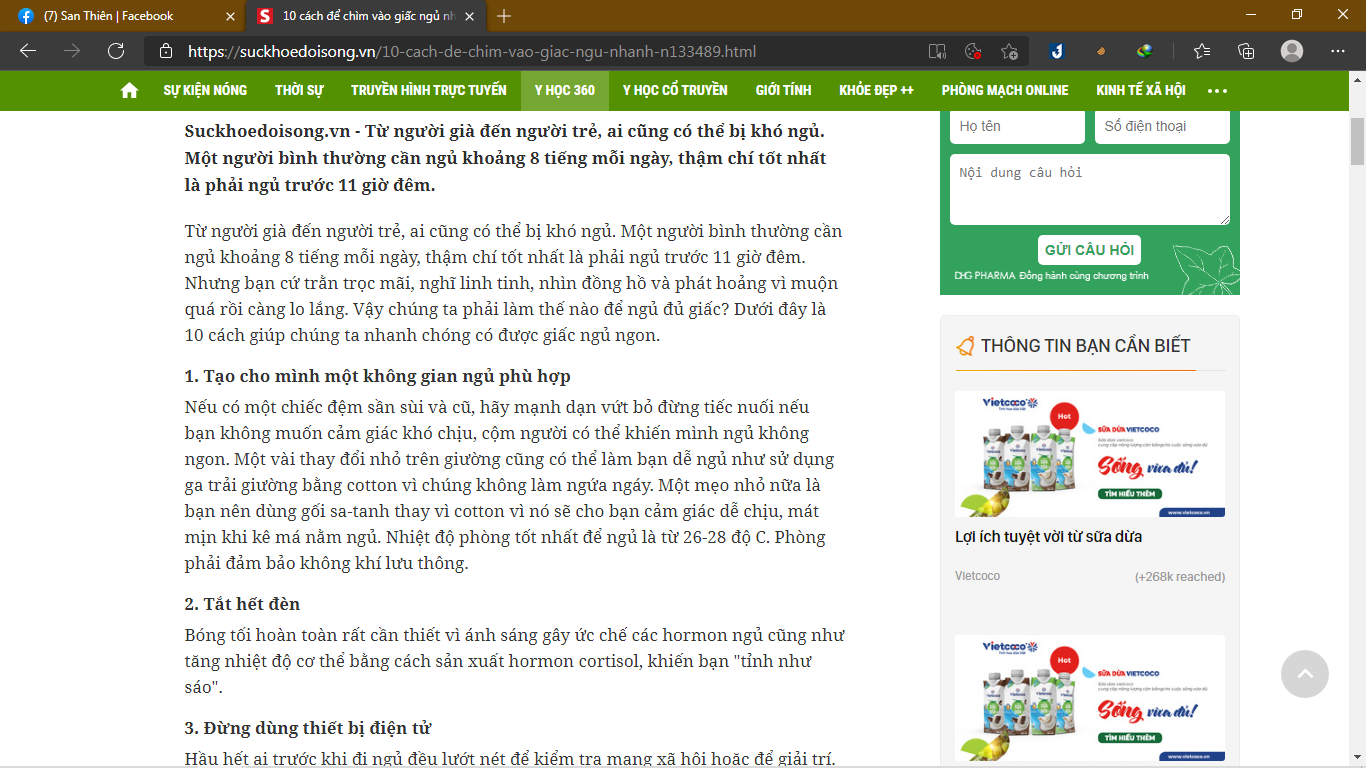 (7) San Thiên | Facebook
10 cách để chìm vào giấc ngủ nh
https://suckhoedoisong.vn/10-cach-de-chim-vao-giac-ngu-nhanh-n133489.html
SỰ KIỆN NÓNG THỜI SỰ TRUYỀN HÌNH TRỰC TUYẾN Y HỌC 360 Y HỌC CỔ TRUYỀN GIỚI TÍNH KHỎE ĐẸP ++ PHÒNG MẠCH ONLINE KINH TẾ XÃ HỘI
Suckhoedoisong.vn - Từ người già đến người trẻ, ai cũng có thể bị khó ngủ.
Một người bình thường cần ngủ khoảng 8 tiếng mỗi ngày, thậm chí tốt nhất
là phải ngủ trước 11 giờ đêm.
Từ người già đến người trẻ, ai cũng có thể bị khó ngủ. Một người bình thường cần
ngủ khoảng 8 tiếng mỗi ngày, thậm chí tốt nhất là phải ngủ trước 11 giờ đêm.
Nhưng bạn cứ trằn trọc mãi, nghĩ linh tinh, nhìn đồng hồ và phát hoảng vì muộn
quá rồi càng lo lắng. Vậy chúng ta phải làm thế nào để ngủ đủ giấc? Dưới đây là
10 cách giúp chúng ta nhanh chóng có được giấc ngủ ngon.
1. Tạo cho mình một không gian ngủ phù hợp
Nếu có một chiếc đệm sần sùi và cũ, hãy mạnh dạn vứt bỏ đừng tiếc nuối nếu
bạn không muốn cảm giác khó chịu, cộm người có thể khiến mình ngủ không
ngon. Một vài thay đổi nhỏ trên giường cũng có thể làm bạn dễ ngủ như sử dụng
ga trải giường bằng cotton vì chúng không làm ngứa ngáy. Một mẹo nhỏ nữa là
bạn nên dùng gối sa-tanh thay vì cotton vì nó sẽ cho bạn cảm giác dễ chịu, mát
mịn khi kê má nằm ngủ. Nhiệt độ phòng tốt nhất để ngủ là từ 26-28 độ C. Phòng
phải đảm bảo không khí lưu thông.
2. Tắt hết đèn
Bóng tối hoàn toàn rất cần thiết vì ánh sáng gây ức chế các hormon ngủ cũng như
tăng nhiệt độ cơ thể bằng cách sản xuất hormon cortisol, khiến bạn "tỉnh như
sáo".
3. Đừng dùng thiết bị điện tử
Hầu hết ai trước khi đi ngủ đều lướt nét để kiểm tra mạng xã hội hoặc để giải trí.
Họ tên
Số điện thoại
Nội dung câu hỏi
GỬI CÂU HỎI
DHG PHARMA Đồng hành cùng chương trình
THÔNG TIN BẠN CẦN BIẾT
Vietcoco
Hot
SỮA DỪA VIETCOCO
Sống vừa đủ!
TÌM HIỂU THÊM
www.vietcoco.vn
Lợi ích tuyệt vời từ sữa dừa
Vietcoco (+268k reached)
Vietcoco
Hot
SỮA DỪA VIETCOCO
Sống vừa đủ!
TÌM HIỂU THÊM
www.vietcoco.vn